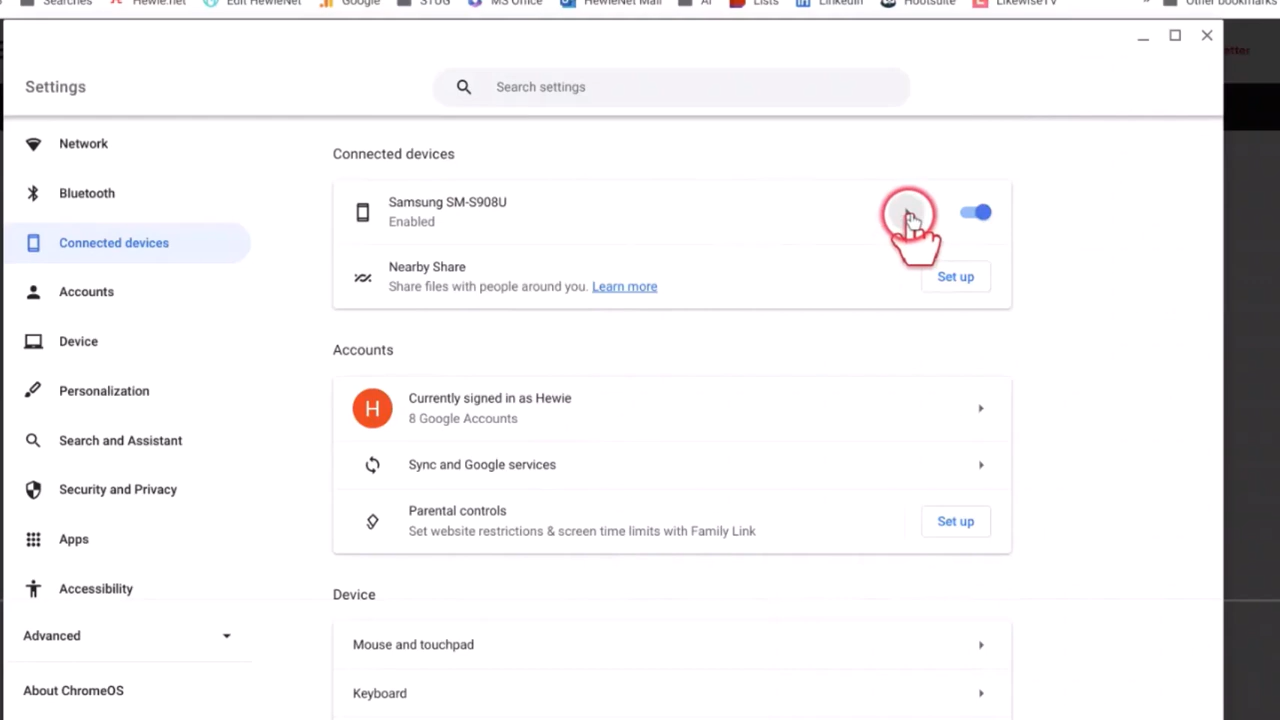 Searches Hewie.net Edit HewieNet Google STUG MS Office HewieNet Mail AI Lists LinkedIn Hootsuite LikewiseTV » Other bookmarks
Settings
Search settings
Network
Bluetooth
Connected devices
Accounts
Device
Personalization
Search and Assistant
Security and Privacy
Apps
Accessibility
Advanced
About ChromeOS
Connected devices
Samsung SM-S908U
Enabled
Nearby Share
Share files with people around you. Learn more
Set up
Accounts
H
Currently signed in as Hewie
8 Google Accounts
Sync and Google services
Parental controls
Set website restrictions & screen time limits with Family Link
Set up
Device
Mouse and touchpad
Keyboard